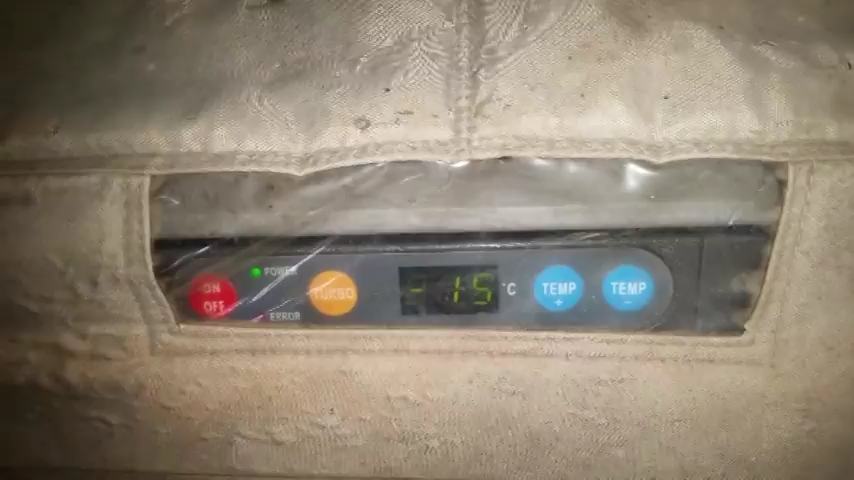 ON
OFF
POWER
ERROR
TURBO
- 15 °C
TEMP
+
TEMP
-